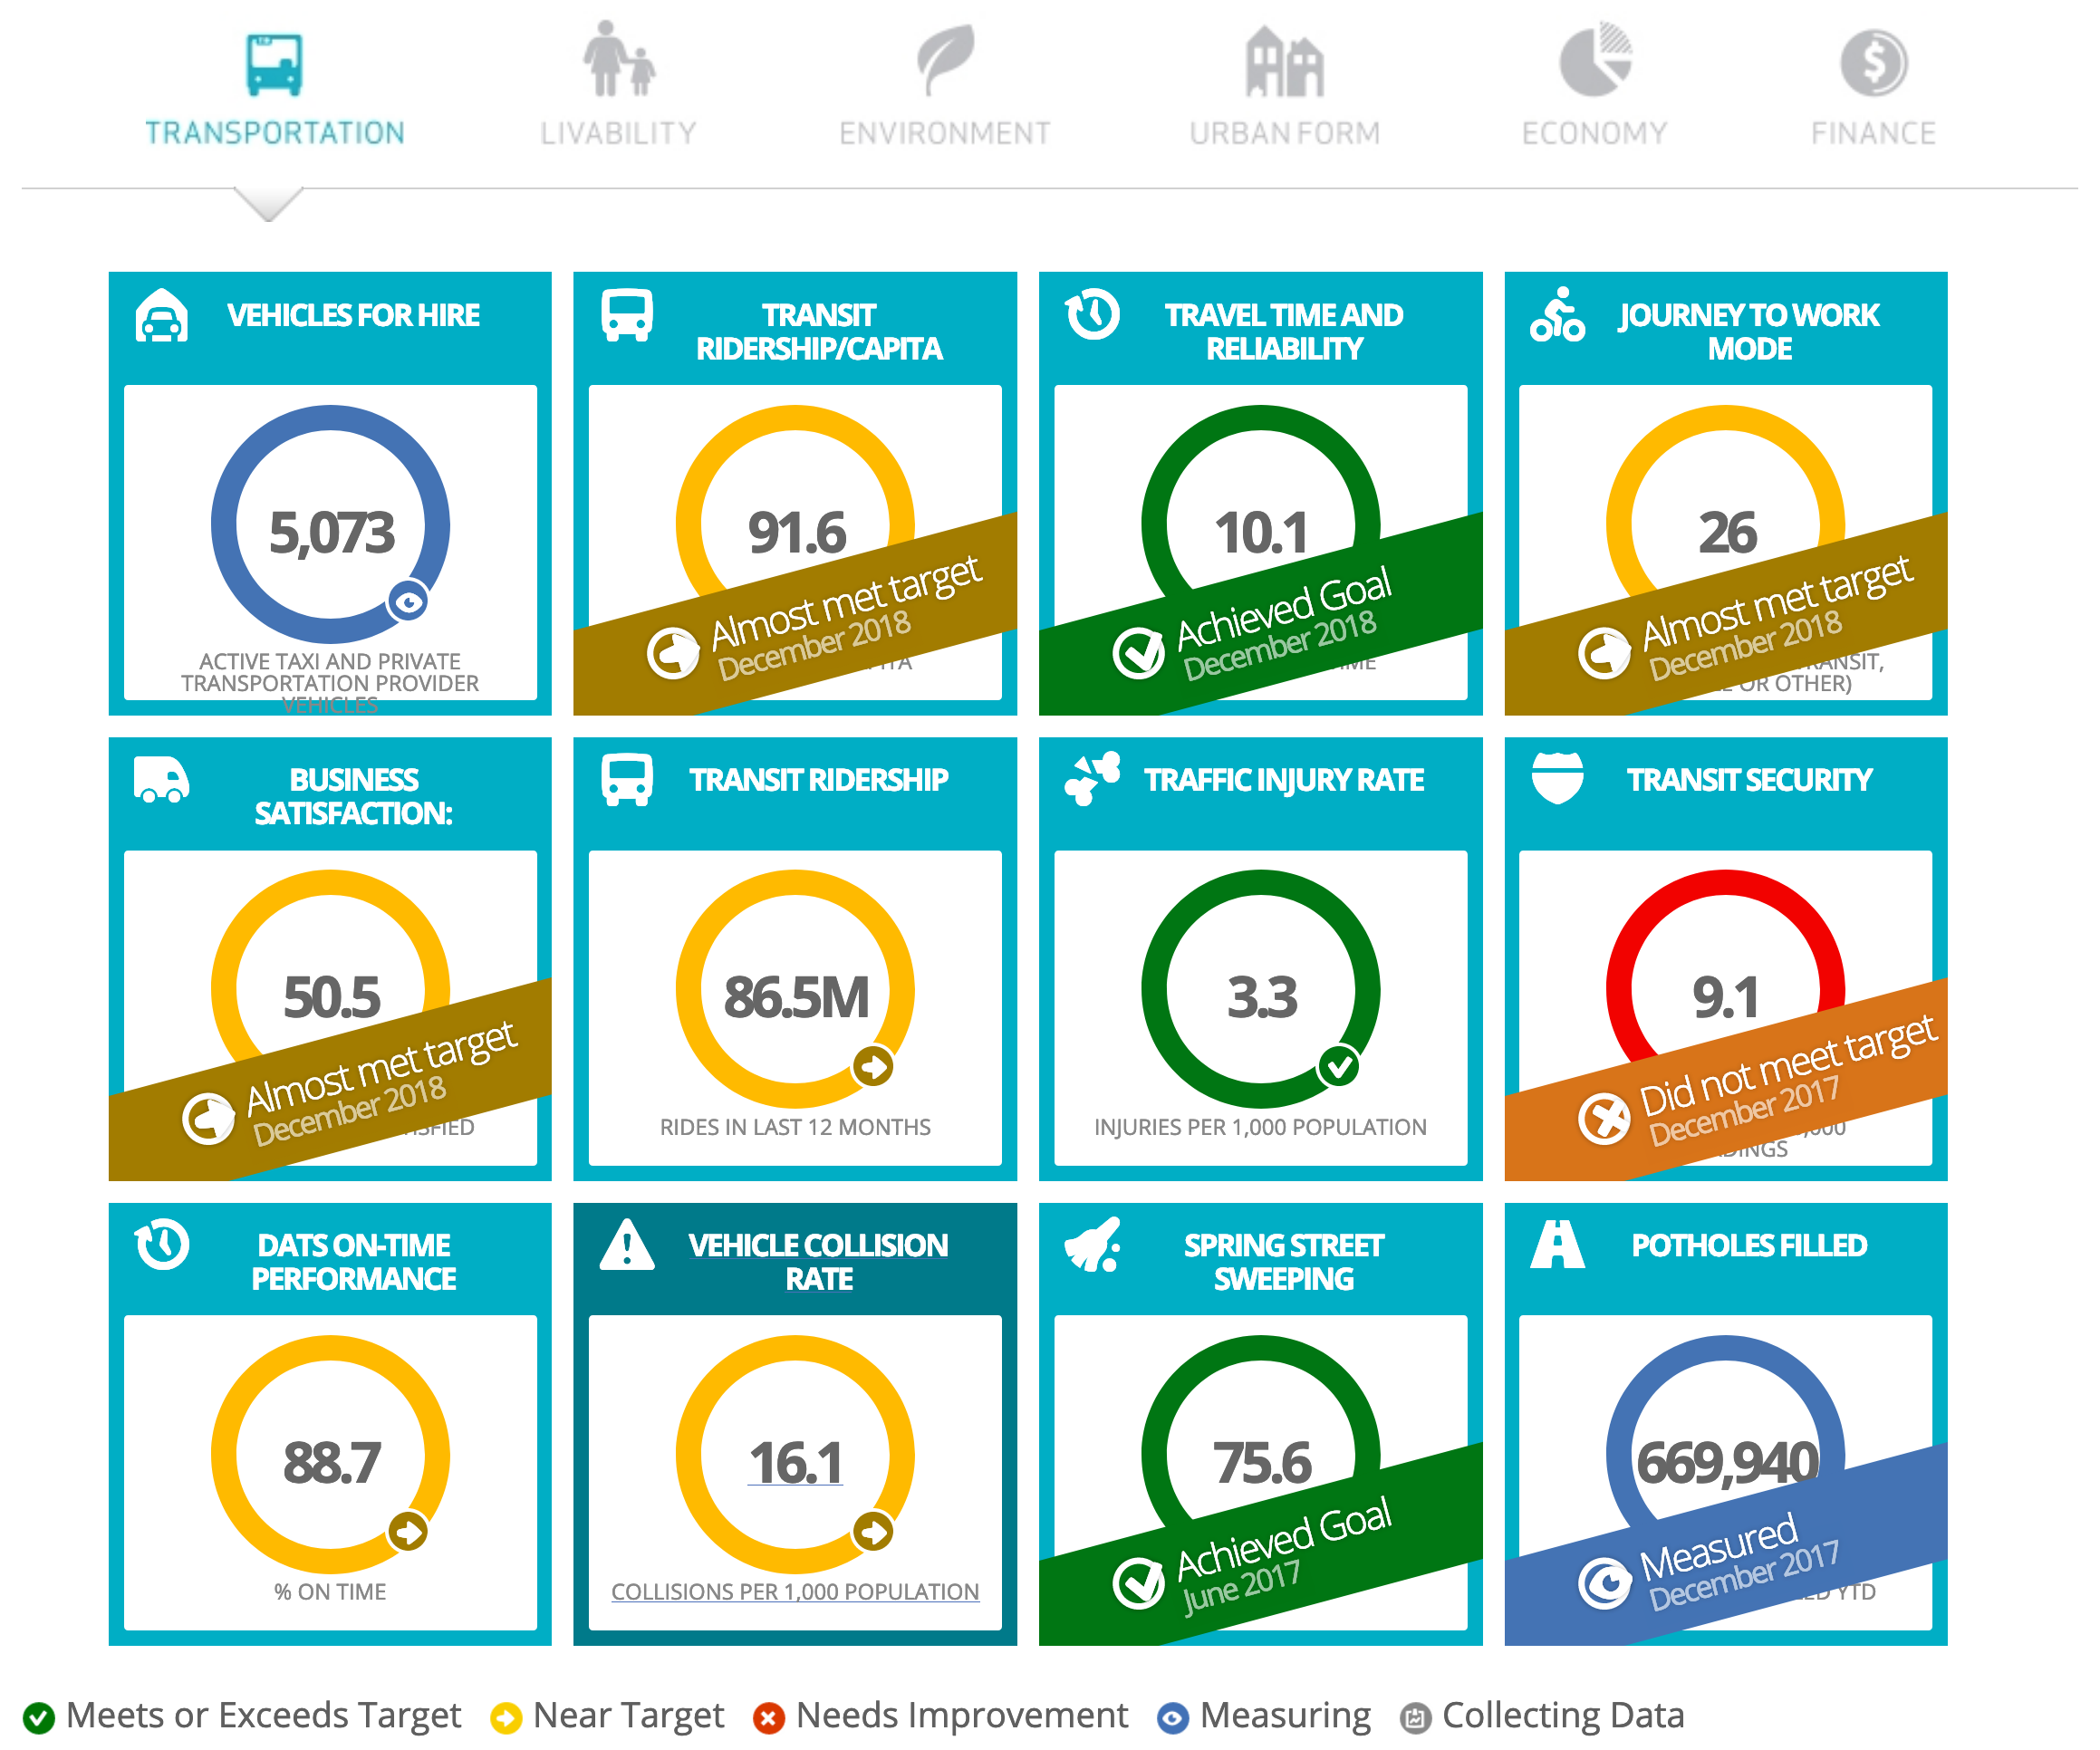 TRANSPORTATION
LIVABILITY
ENVIRONMENT
URBAN FORM
ECONOMY
FINANCE
VEHICLES FOR HIRE
5,073
ACTIVE TAXI AND PRIVATE
TRANSPORTATION PROVIDER
VEHICLES
TRANSIT
RIDERSHIP/CAPITA
91.6
Almost met target
December 2018
TRAVEL TIME AND
RELIABILITY
10.1
Achieved Goal
December 2018
JOURNEY TO WORK
MODE
26
Almost met target
December 2018
OR OTHER)
BUSINESS
SATISFACTION:
50.5
Almost met target
December 2018
TRANSIT RIDERSHIP
86.5M
RIDES IN LAST 12 MONTHS
TRAFFIC INJURY RATE
3.3
INJURIES PER 1,000 POPULATION
TRANSIT SECURITY
9.1
Did not meet target
December 2017
DATS ON-TIME
PERFORMANCE
88.7
% ON TIME
VEHICLE COLLISION
RATE
16.1
COLLISIONS PER 1,000 POPULATION
SPRING STREET
SWEEPING
75.6
Achieved Goal
June 2017
POTHOLES FILLED
669,940
Measured
December 2017
YTD
Meets or Exceeds Target
Near Target
Needs Improvement
Measuring
Collecting Data